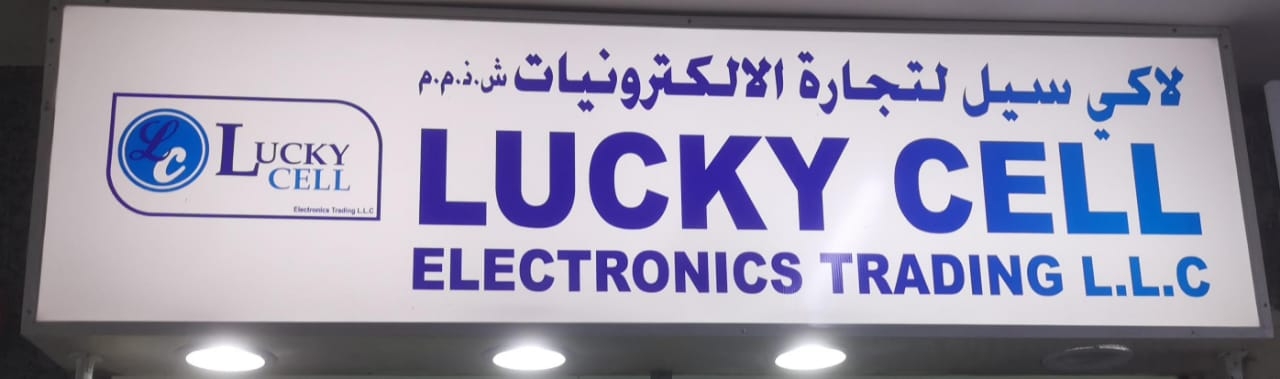 لاكي سيل لتجارة الالكترونيات ش.ذ.م.م
LUCKY CELL
ELECTRONICS TRADING L.L.C
LC
LUCKY
CELL
Electronics Trading L.L.C